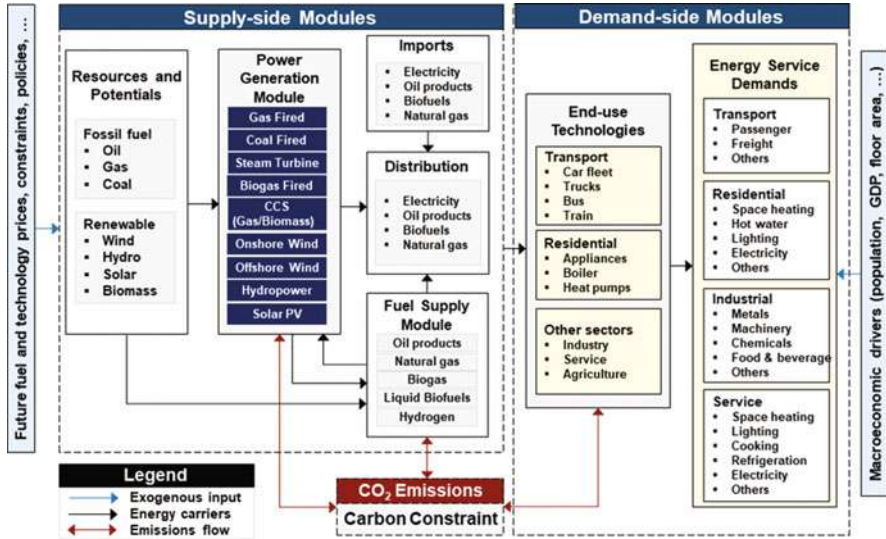 Future fuel and technology prices, constraints, policies, ...
Supply-side Modules
Resources and
Potentials
Fossil fuel
▪ Oil
▪ Gas
▪ Coal
Renewable
▪ Wind
▪ Hydro
▪ Solar
▪ Biomass
Power
Generation
Module
Gas Fired
Coal Fired
Steam Turbine
Biogas Fired
CCS
(Gas/Biomass)
Onshore Wind
Offshore Wind
Hydropower
Solar PV
Imports
▪ Electricity
▪ Oil products
▪ Biofuels
▪ Natural gas
Distribution
▪ Electricity
▪ Oil products
▪ Biofuels
▪ Natural gas
Fuel Supply
Module
Oil products
Natural gas
Biogas
Liquid Biofuels
Hydrogen
Demand-side Modules
End-use
Technologies
Transport
▪ Car fleet
▪ Trucks
▪ Bus
▪ Train
Residential
▪ Appliances
▪ Boiler
▪ Heat pumps
Other sectors
▪ Industry
▪ Service
▪ Agriculture
Energy Service
Demands
Transport
▪ Passenger
▪ Freight
▪ Others
Residential
▪ Space heating
▪ Hot water
▪ Lighting
▪ Electricity
▪ Others
Industrial
▪ Metals
▪ Machinery
▪ Chemicals
▪ Food & beverage
▪ Others
Service
▪ Space heating
▪ Lighting
▪ Cooking
▪ Refrigeration
▪ Electricity
▪ Others
Macroeconomic drivers (population, GDP, floor area, ...)
Legend
Exogenous input
Energy carriers
Emissions flow
CO₂ Emissions
Carbon Constraint